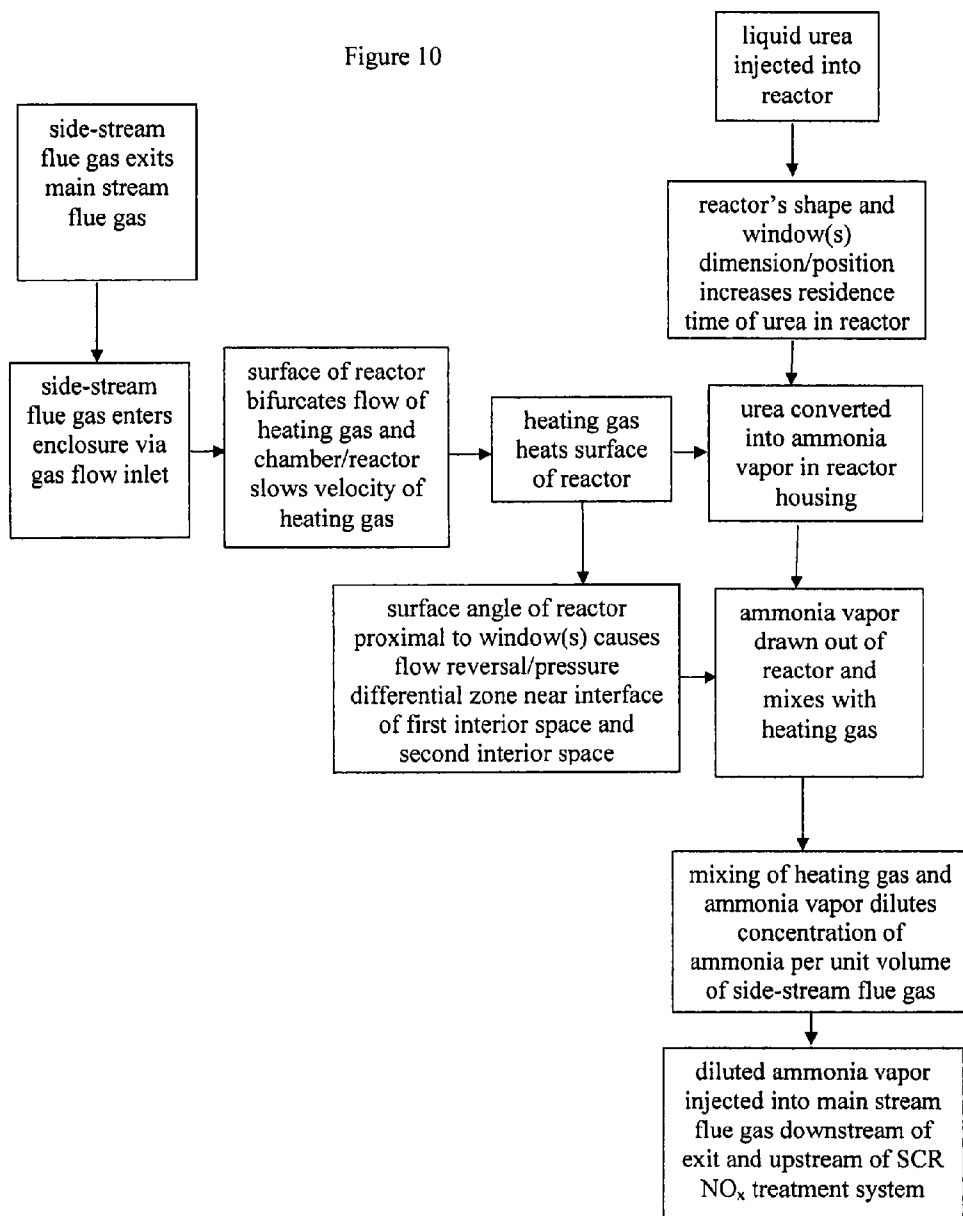 Figure 10
liquid urea
injected into
reactor
side-stream
flue gas exits
main stream
flue gas
reactor's shape and
window(s)
dimension/position
increases residence
time of urea in reactor
side-stream
flue gas enters
enclosure via
gas flow inlet
surface of reactor
bifurcates flow of
heating gas and
chamber/reactor
slows velocity of
heating gas
heating gas
heats surface
of reactor
urea converted
into ammonia
vapor in reactor
housing
surface angle of reactor
proximal to window(s) causes
flow reversal/pressure
differential zone near interface
of first interior space and
second interior space
ammonia vapor
drawn out of
reactor and
mixes with
heating gas
mixing of heating gas and
ammonia vapor dilutes
concentration of
ammonia per unit volume
of side-stream flue gas
diluted ammonia vapor
injected into main stream
flue gas downstream of
exit and upstream of SCR
NOₓ treatment system